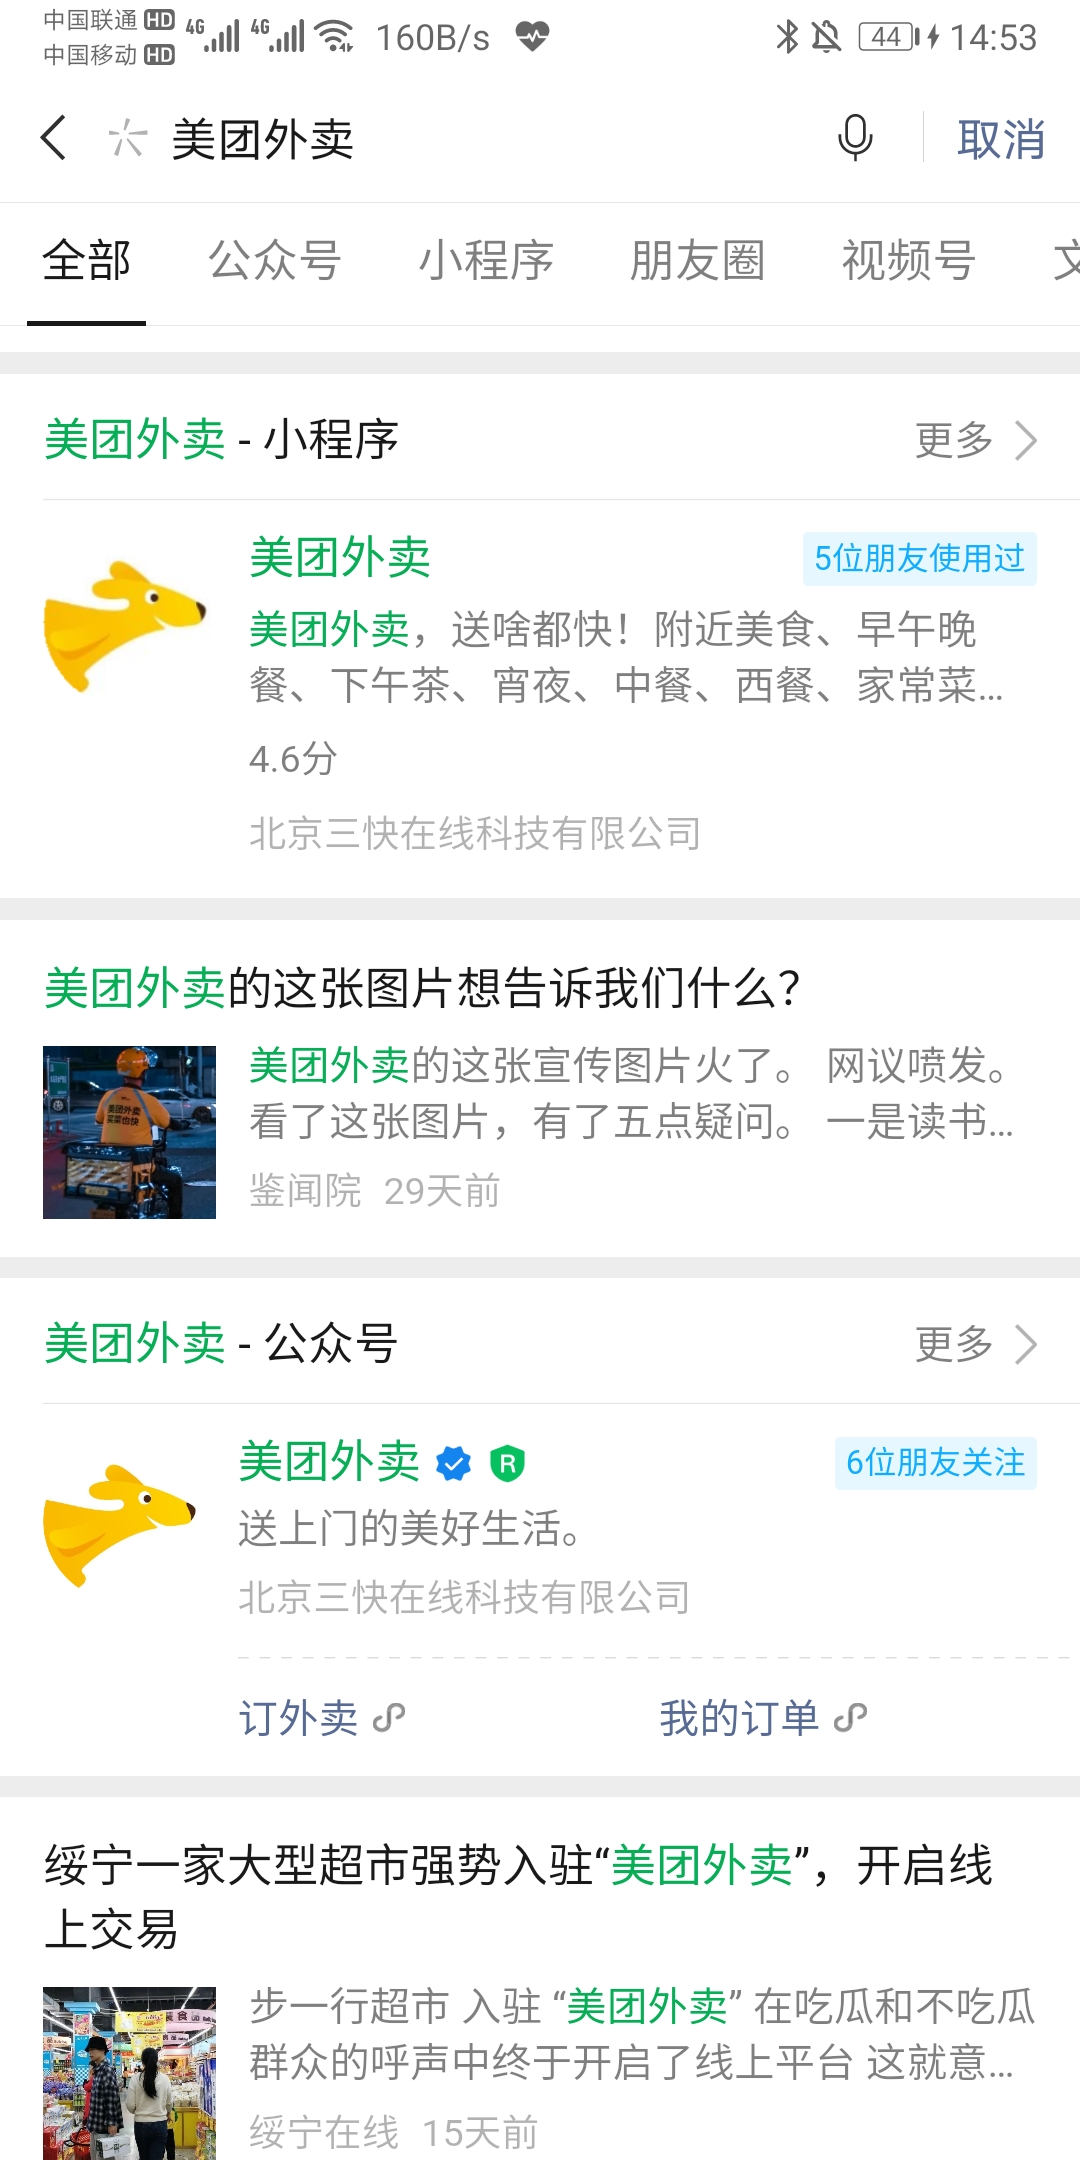 中国联通 HD 4G 4G 160B/s 44 14:53
中国移动 HD
美团外卖 取消
全部 公众号 小程序 朋友圈 视频号
美团外卖 - 小程序 更多
美团外卖 5位朋友使用过
美团外卖，送啥都快！附近美食、早午晚
餐、下午茶、宵夜、中餐、西餐、家常菜...
4.6分
北京三快在线科技有限公司
美团外卖的这张图片想告诉我们什么?
美团外卖的这张宣传图片火了。 网议喷发。
看了这张图片，有了五点疑问。 一是读书...
美团外卖
买菜也快
鉴闻院 29天前
美团外卖 - 公众号 更多
美团外卖 R 6位朋友关注
送上门的美好生活。
北京三快在线科技有限公司
订外卖 我的订单
绥宁一家大型超市强势入驻“美团外卖”，开启线
上交易
步一行超市 入驻 “美团外卖” 在吃瓜和不吃瓜
群众的呼声中终于开启了线上平台 这就意...
绥宁在线 15天前